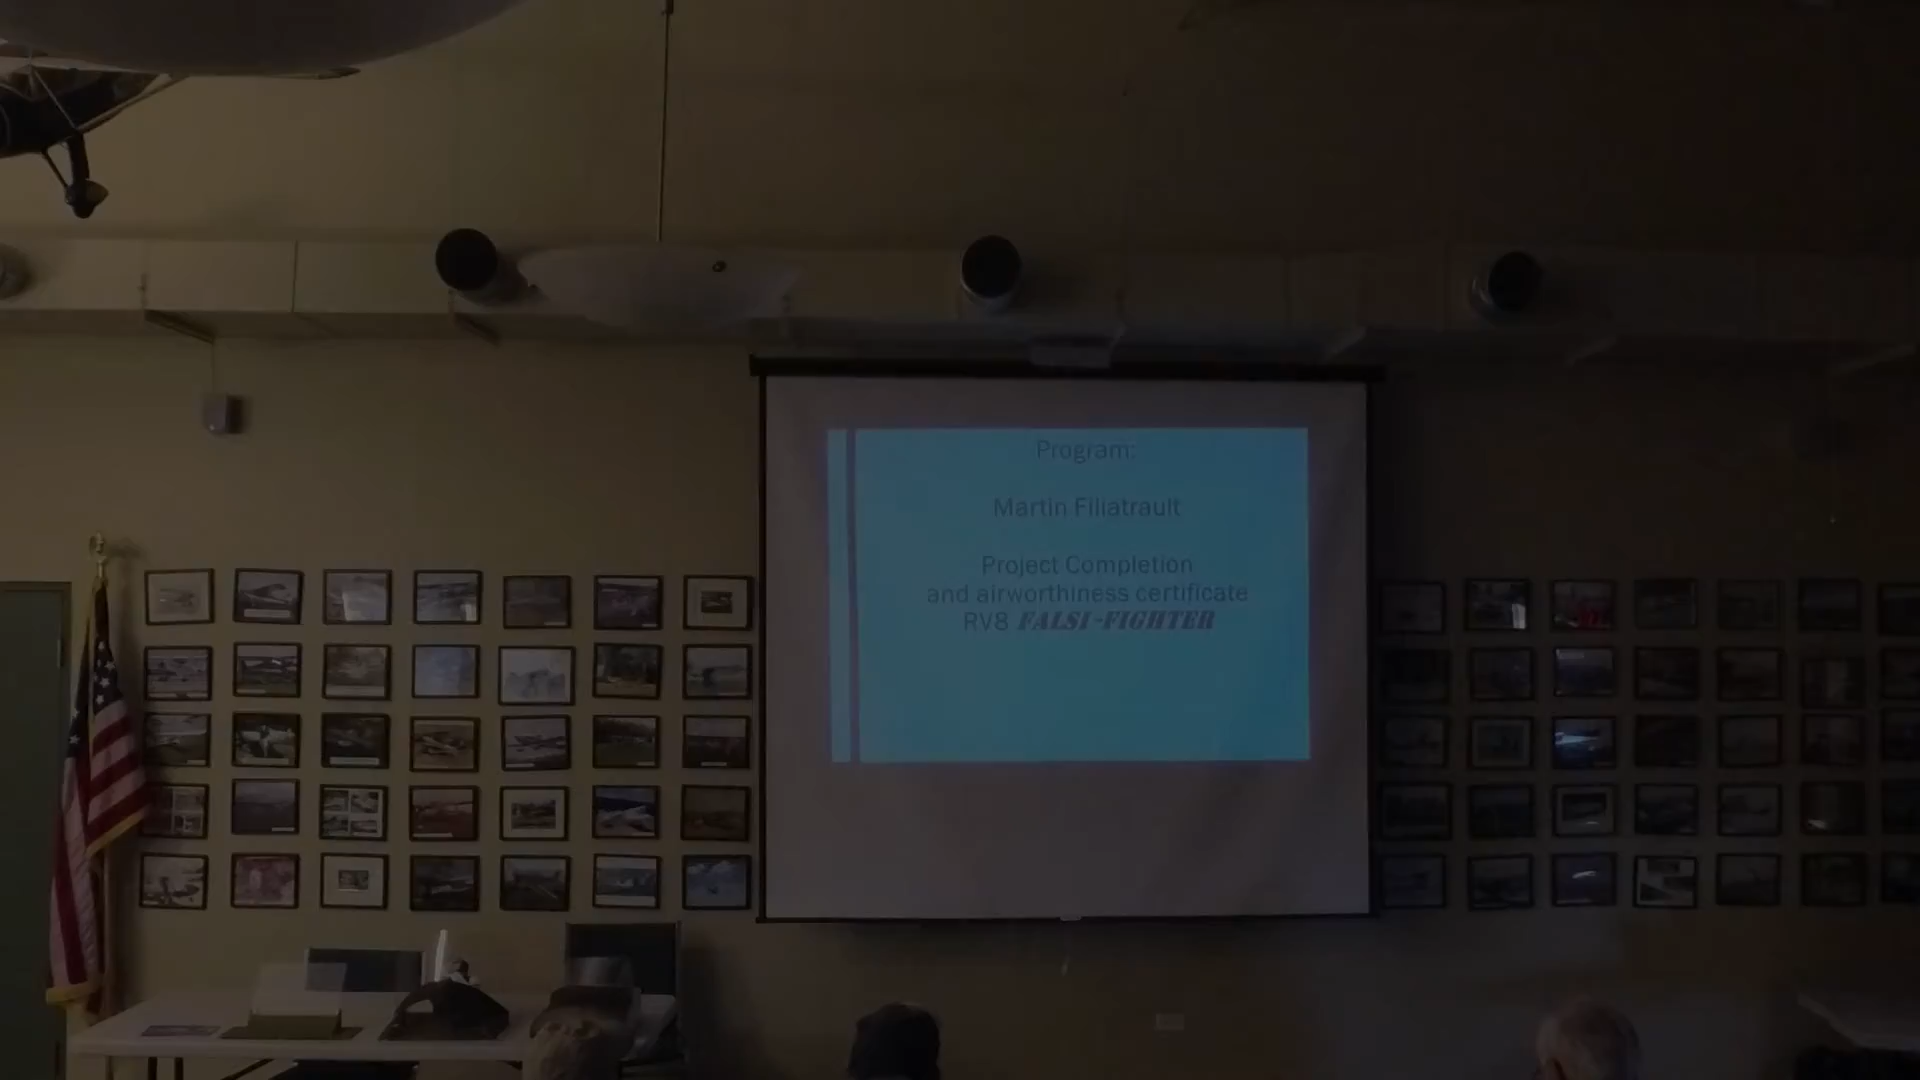 Program:
Martin Filiatrault
Project Completion
and airworthiness certificate
RV8 FALSI-FIGHTER